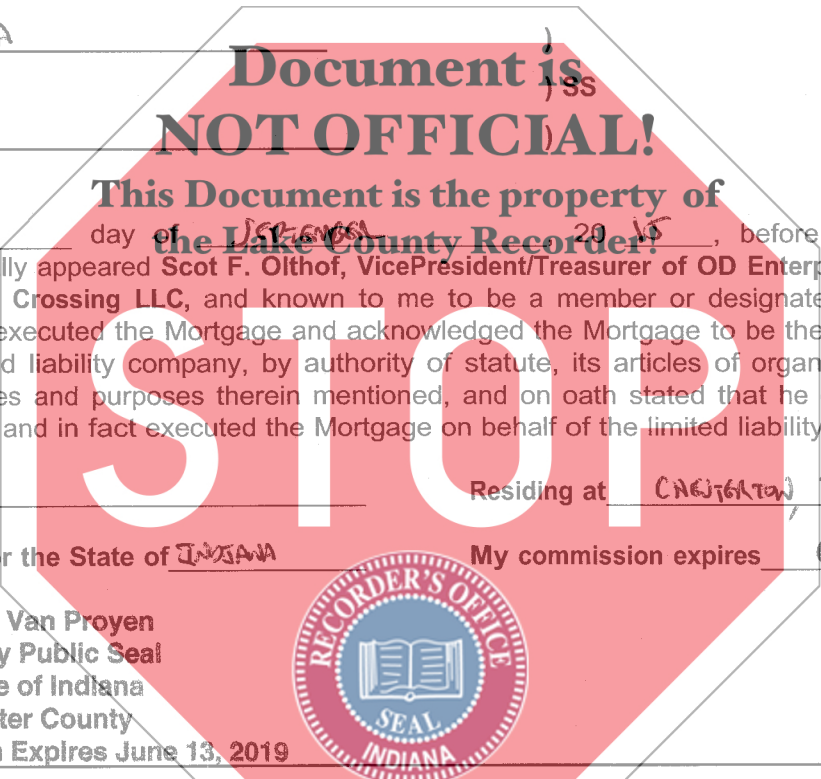 Document is
NOT OFFICIAL!
This Document is the property of
the Lake County Recorder!
)
) SS
)
day of SEPTEMBER, 20 15, before
lly appeared Scot F. Olthof, VicePresident/Treasurer of OD Enterp
Crossing LLC, and known to me to be a member or designate
executed the Mortgage and acknowledged the Mortgage to be the
d liability company, by authority of statute, its articles of organ
es and purposes therein mentioned, and on oath stated that he
and in fact executed the Mortgage on behalf of the limited liability
STOP
Residing at CHESTERTON,
r the State of INDIANA My commission expires
Van Proyen
y Public Seal
e of Indiana
ter County
n Expires June 13, 2019
RECORDER'S OFFICE
SEAL
INDIANA